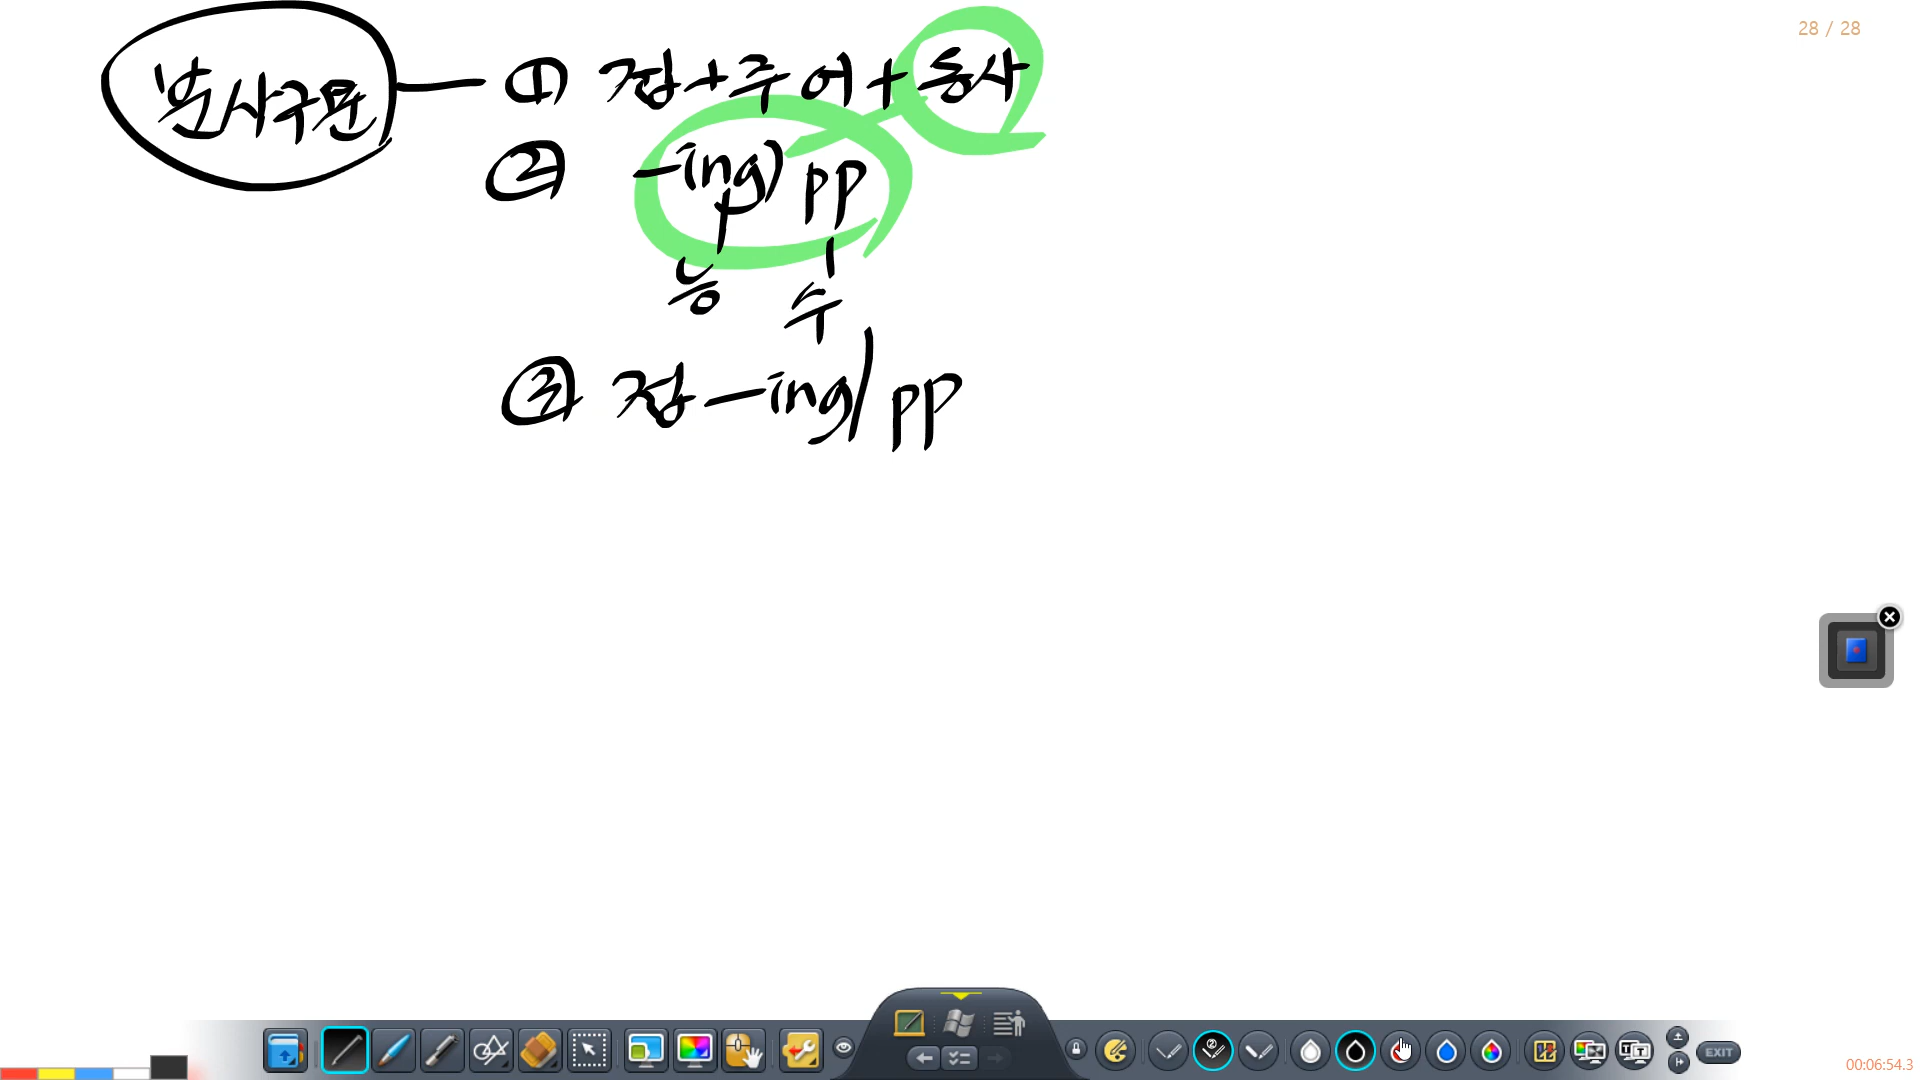 28 / 28
분사구문 — ① 접+주어+동사
② -ing) pp
능 수
③ 접 -ing/pp
EXIT
00:06:54.3